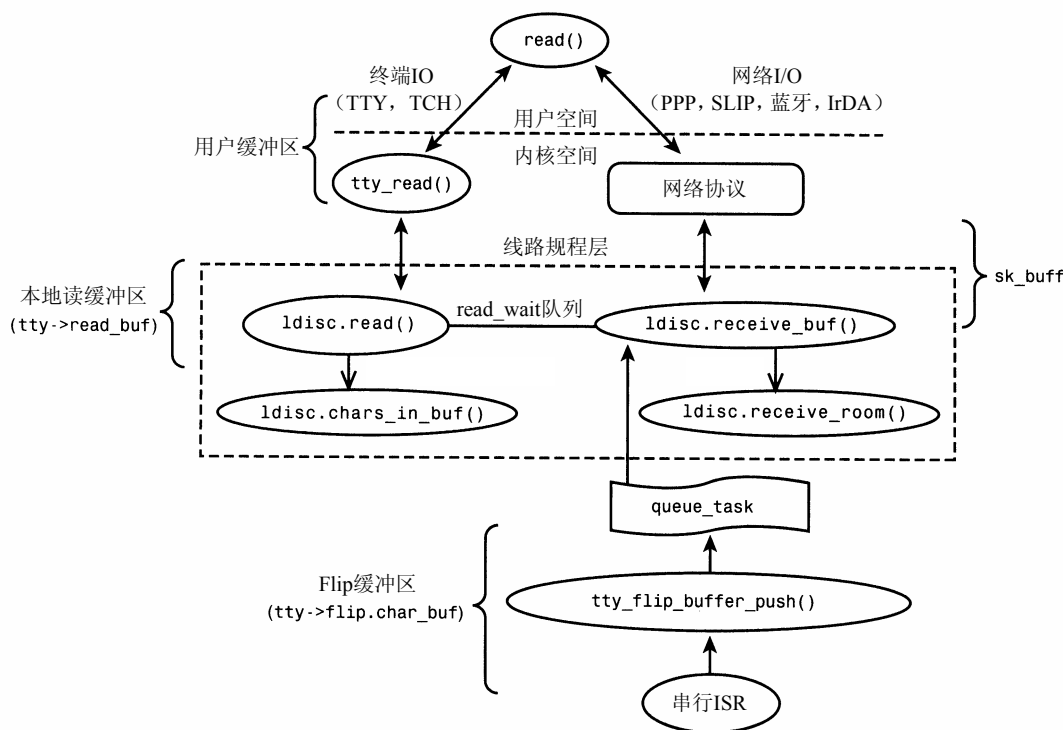 read()
终端IO
（TTY，TCH）
网络I/O
（PPP，SLIP，蓝牙，IrDA）
用户空间
用户缓冲区
内核空间
tty_read()
网络协议
线路规程层
sk_buff
本地读缓冲区
(tty->read_buf)
ldisc.read()
read_wait队列
ldisc.receive_buf()
ldisc.chars_in_buf()
ldisc.receive_room()
queue_task
Flip缓冲区
(tty->flip.char_buf)
tty_flip_buffer_push()
串行ISR